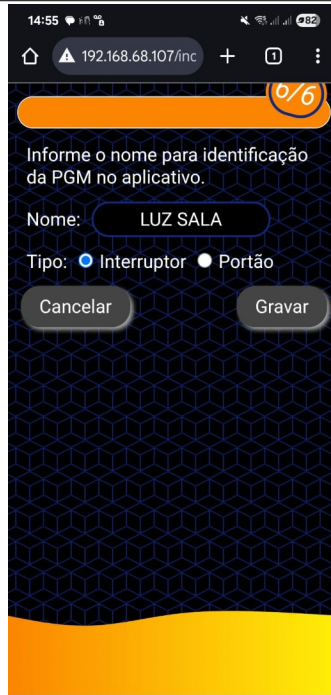 14:55
82
192.168.68.107/inc
1
6/6
Informe o nome para identificação
da PGM no aplicativo.
Nome: LUZ SALA
Tipo: Interruptor Portão
Cancelar Gravar